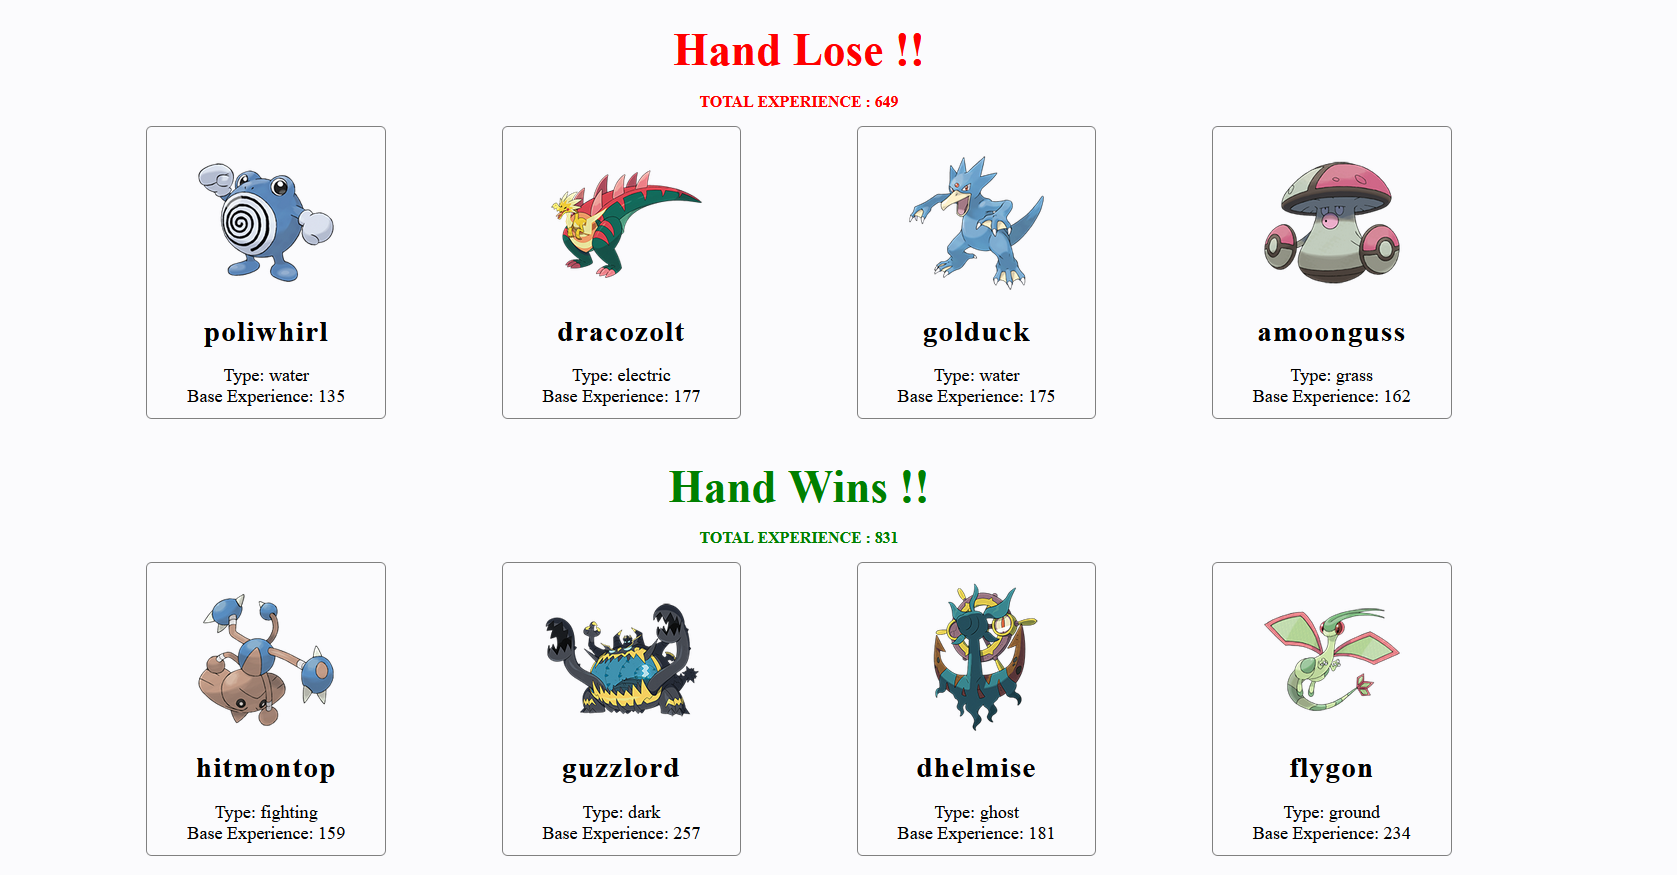 Hand Lose !!
TOTAL EXPERIENCE : 649
poliwhirl
Type: water
Base Experience: 135
dracozolt
Type: electric
Base Experience: 177
golduck
Type: water
Base Experience: 175
amoonguss
Type: grass
Base Experience: 162
Hand Wins !!
TOTAL EXPERIENCE : 831
hitmontop
Type: fighting
Base Experience: 159
guzzlord
Type: dark
Base Experience: 257
dhelmise
Type: ghost
Base Experience: 181
flygon
Type: ground
Base Experience: 234